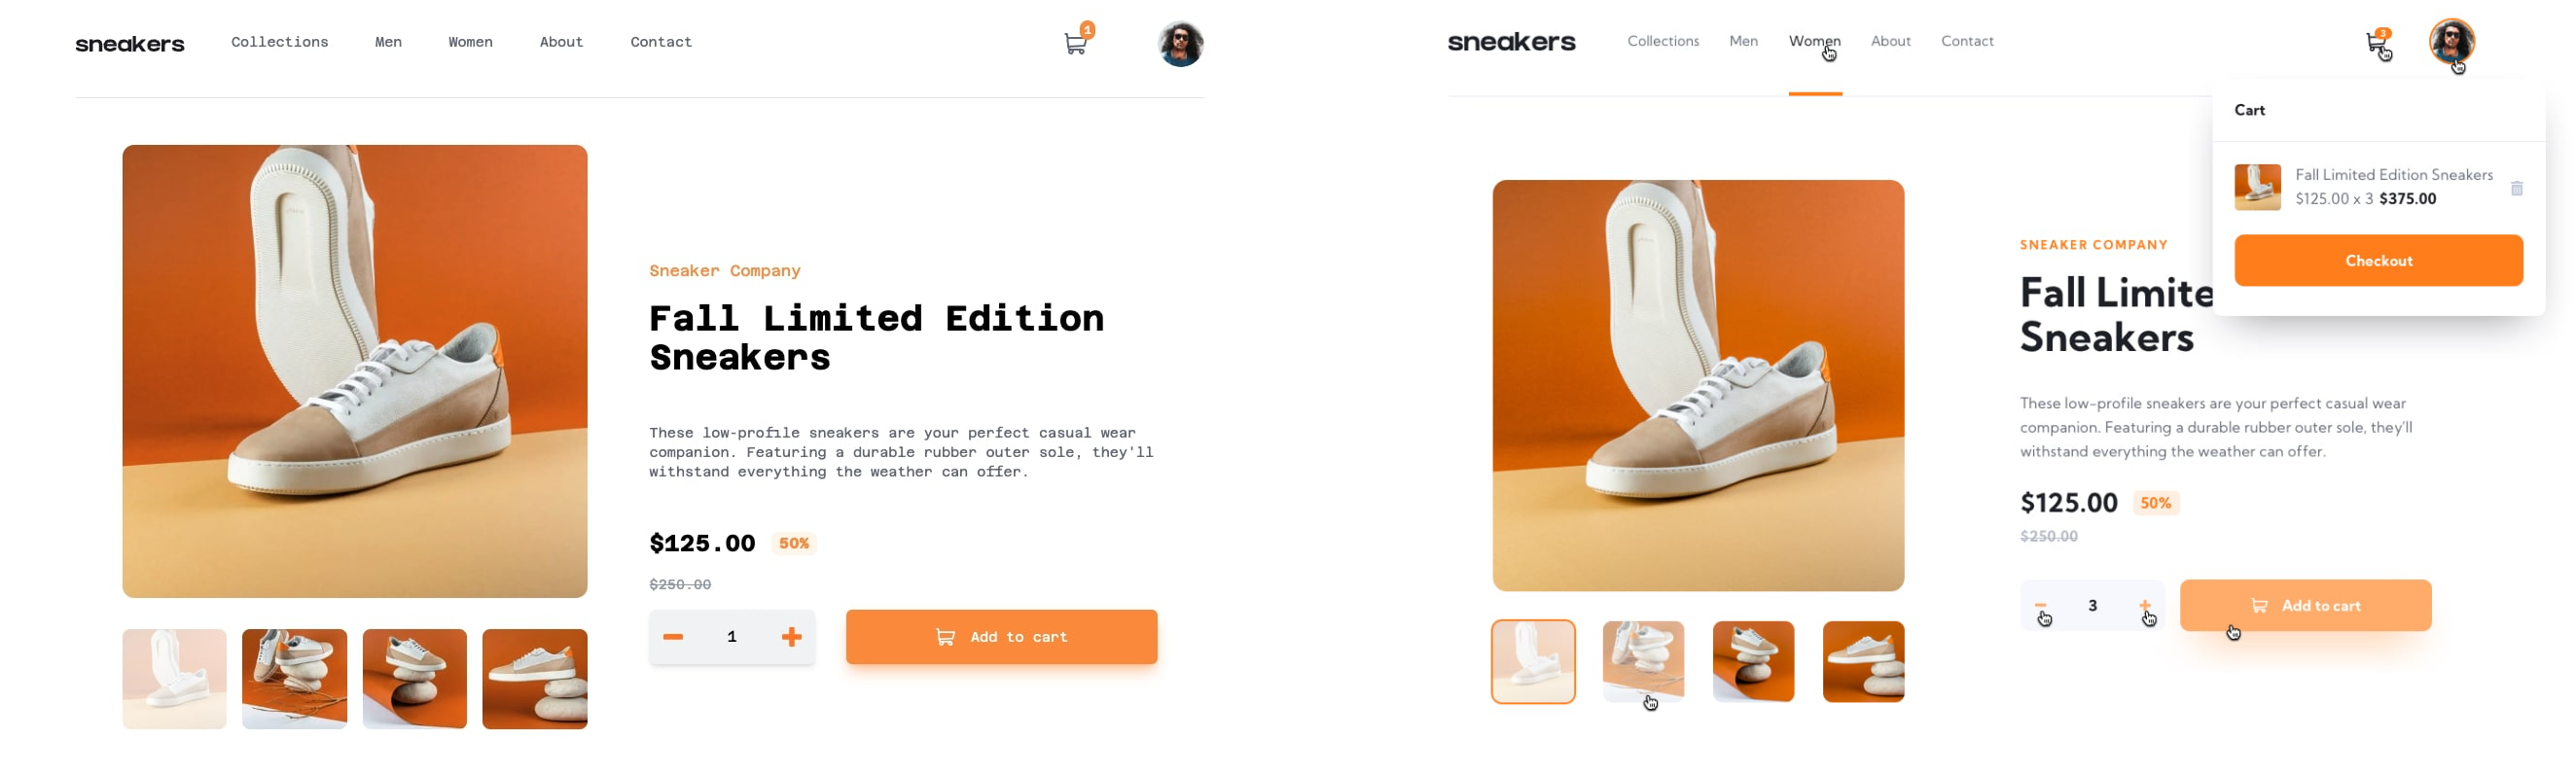 sneakers Collections Men Women About Contact 1
Sneaker Company
Fall Limited Edition
Sneakers
These low-profile sneakers are your perfect casual wear
companion. Featuring a durable rubber outer sole, they'll
withstand everything the weather can offer.
$125.00 50%
$250.00
1 Add to cart
sneakers Collections Men Women About Contact 3
Cart
Fall Limited Edition Sneakers
$125.00 x 3 $375.00
Checkout
SNEAKER COMPANY
Fall Limite
Sneakers
These low-profile sneakers are your perfect casual wear
companion. Featuring a durable rubber outer sole, they'll
withstand everything the weather can offer.
$125.00 50%
$250.00
3 Add to cart